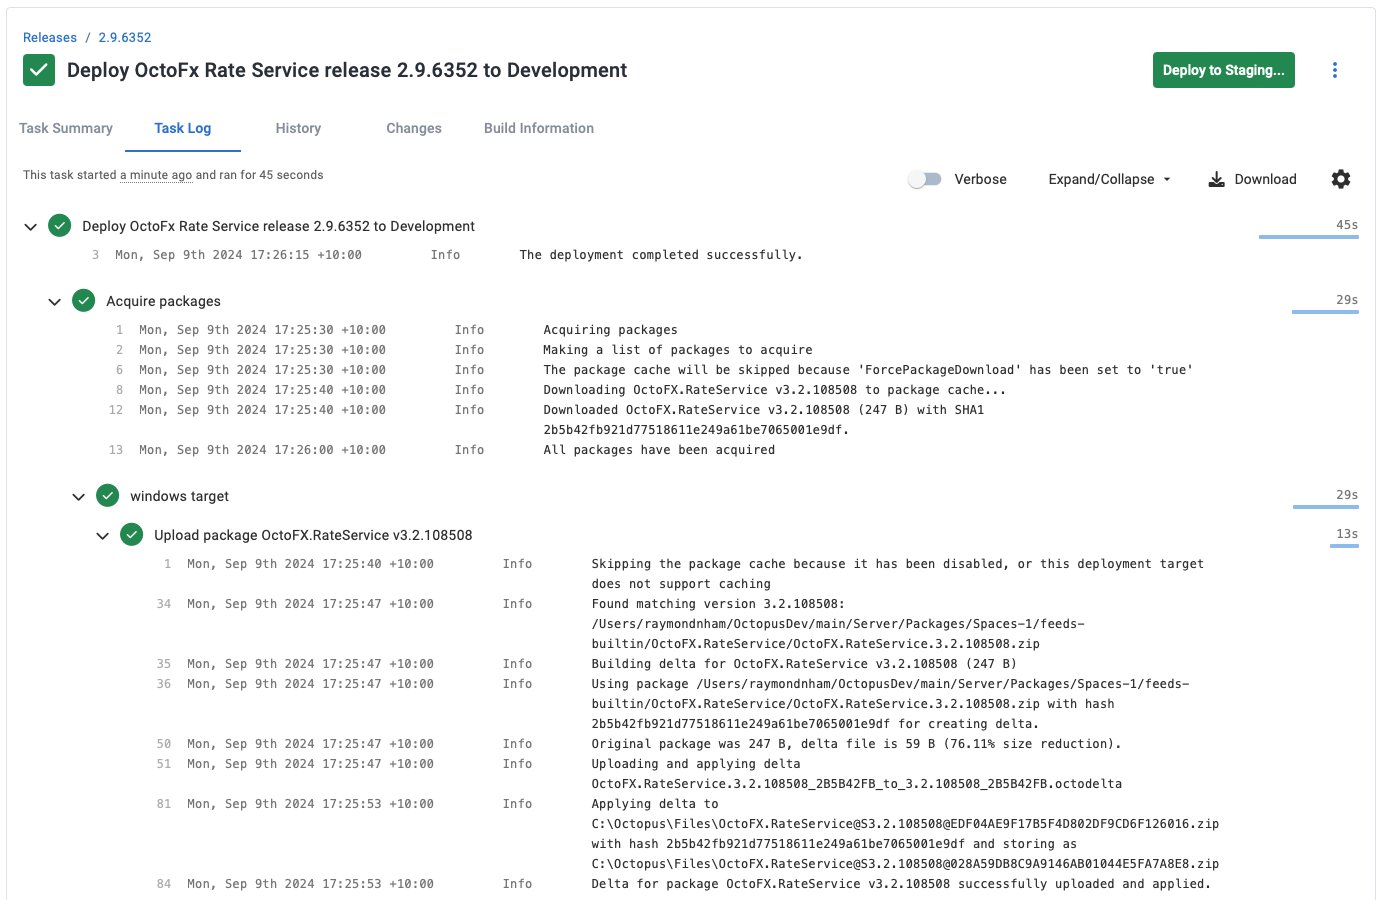 Releases / 2.9.6352
Deploy OctoFx Rate Service release 2.9.6352 to Development
Deploy to Staging...
Task Summary Task Log History Changes Build Information
This task started a minute ago and ran for 45 seconds
Verbose Expand/Collapse Download
Deploy OctoFx Rate Service release 2.9.6352 to Development 45s
3 Mon, Sep 9th 2024 17:26:15 +10:00 Info The deployment completed successfully.
Acquire packages 29s
1 Mon, Sep 9th 2024 17:25:30 +10:00 Info Acquiring packages
2 Mon, Sep 9th 2024 17:25:30 +10:00 Info Making a list of packages to acquire
6 Mon, Sep 9th 2024 17:25:30 +10:00 Info The package cache will be skipped because 'ForcePackageDownload' has been set to 'true'
8 Mon, Sep 9th 2024 17:25:40 +10:00 Info Downloading OctoFX.RateService v3.2.108508 to package cache...
12 Mon, Sep 9th 2024 17:25:40 +10:00 Info Downloaded OctoFX.RateService v3.2.108508 (247 B) with SHA1
2b5b42fb921d77518611e249a61be7065001e9df.
13 Mon, Sep 9th 2024 17:26:00 +10:00 Info All packages have been acquired
windows target 29s
Upload package OctoFX.RateService v3.2.108508 13s
1 Mon, Sep 9th 2024 17:25:40 +10:00 Info Skipping the package cache because it has been disabled, or this deployment target
does not support caching
34 Mon, Sep 9th 2024 17:25:47 +10:00 Info Found matching version 3.2.108508:
/Users/raymondnham/OctopusDev/main/Server/Packages/Spaces-1/feeds-
builtin/OctoFX.RateService/OctoFX.RateService.3.2.108508.zip
35 Mon, Sep 9th 2024 17:25:47 +10:00 Info Building delta for OctoFX.RateService v3.2.108508 (247 B)
36 Mon, Sep 9th 2024 17:25:47 +10:00 Info Using package /Users/raymondnham/OctopusDev/main/Server/Packages/Spaces-1/feeds-
builtin/OctoFX.RateService/OctoFX.RateService.3.2.108508.zip with hash
2b5b42fb921d77518611e249a61be7065001e9df for creating delta.
50 Mon, Sep 9th 2024 17:25:47 +10:00 Info Original package was 247 B, delta file is 59 B (76.11% size reduction).
51 Mon, Sep 9th 2024 17:25:47 +10:00 Info Uploading and applying delta
OctoFX.RateService.3.2.108508_2B5B42FB_to_3.2.108508_2B5B42FB.octodelta
81 Mon, Sep 9th 2024 17:25:53 +10:00 Info Applying delta to
C:\Octopus\Files\OctoFX.RateService@S3.2.108508@EDF04AE9F17B5F4D802DF9CD6F126016.zip
with hash 2b5b42fb921d77518611e249a61be7065001e9df and storing as
C:\Octopus\Files\OctoFX.RateService@S3.2.108508@028A59DB8C9A9146AB01044E5FA7A8E8.zip
84 Mon, Sep 9th 2024 17:25:53 +10:00 Info Delta for package OctoFX.RateService v3.2.108508 successfully uploaded and applied.